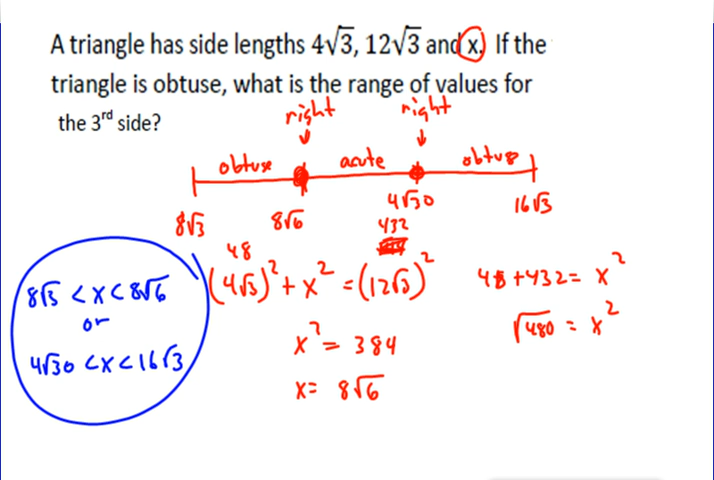 A triangle has side lengths 4√3, 12√3 and x. If the
triangle is obtuse, what is the range of values for
the 3rd side?
right right
obtuse acute obtuse
8√3 8√6 4√30 16√3
48 432
(4√3)² + x² = (12√3)²
x² = 384
x = 8√6
48 + 432 = x²
√480 = x²
8√3 < x < 8√6
or
4√30 < x < 16√3